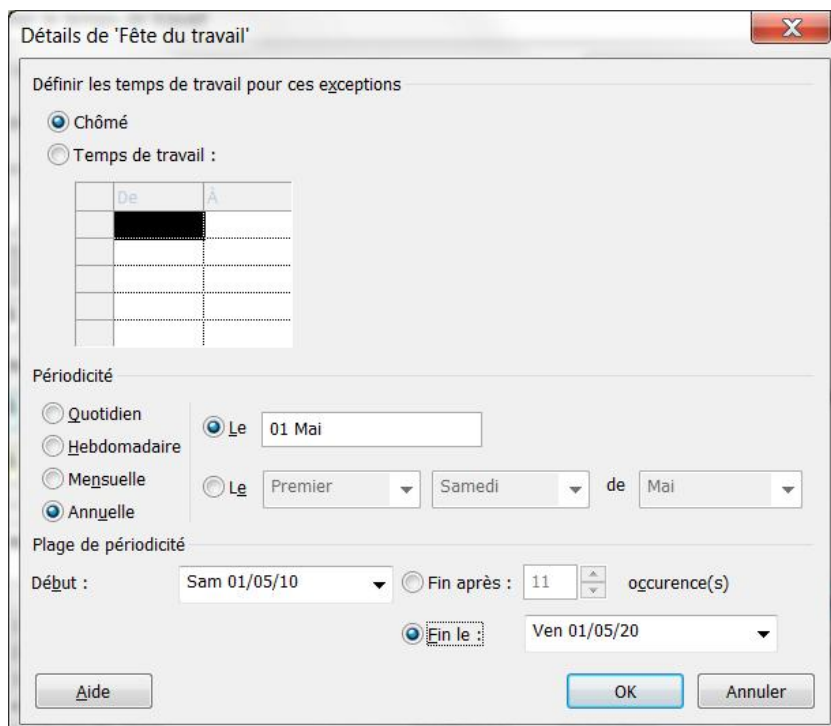 Détails de 'Fête du travail'
X
Définir les temps de travail pour ces exceptions
Chômé
Temps de travail :
De À
Périodicité
Quotidien
Hebdomadaire
Mensuelle
Annuelle
Le 01 Mai
Le Premier Samedi de Mai
Plage de périodicité
Début : Sam 01/05/10 Fin après : 11 occurence(s)
Fin le : Ven 01/05/20
Aide OK Annuler